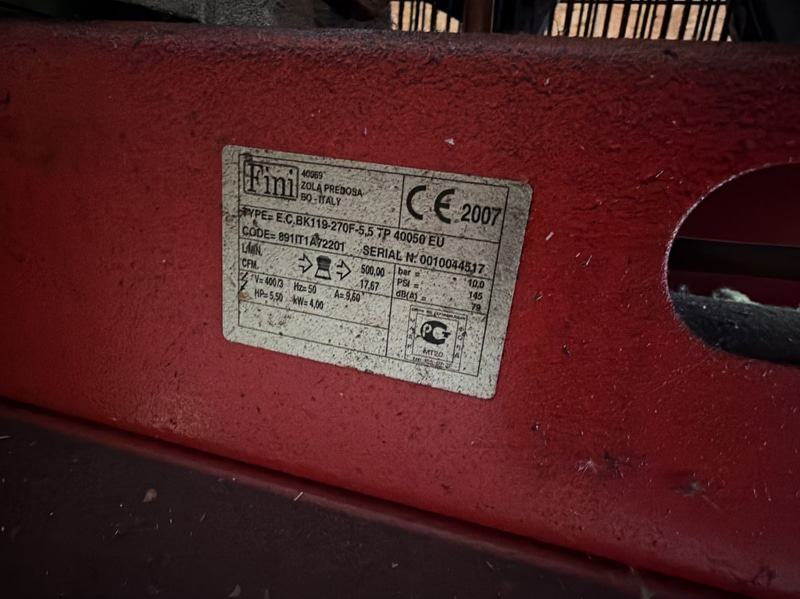 Fini
40069
ZOLA PREDOSA
BO - ITALY
CE 2007
TYPE= E.C.BK119-270F-5,5 TP 40050 EU
CODE= 891IT1A72201 SERIAL N: 0010044517
L/MIN. 500,00 bar = 10,0
CFM. 17,67 PSI = 145
V= 400/3 Hz= 50 A= 9,60 dB(A) = 79
HP= 5,50 kW= 4,00
PC